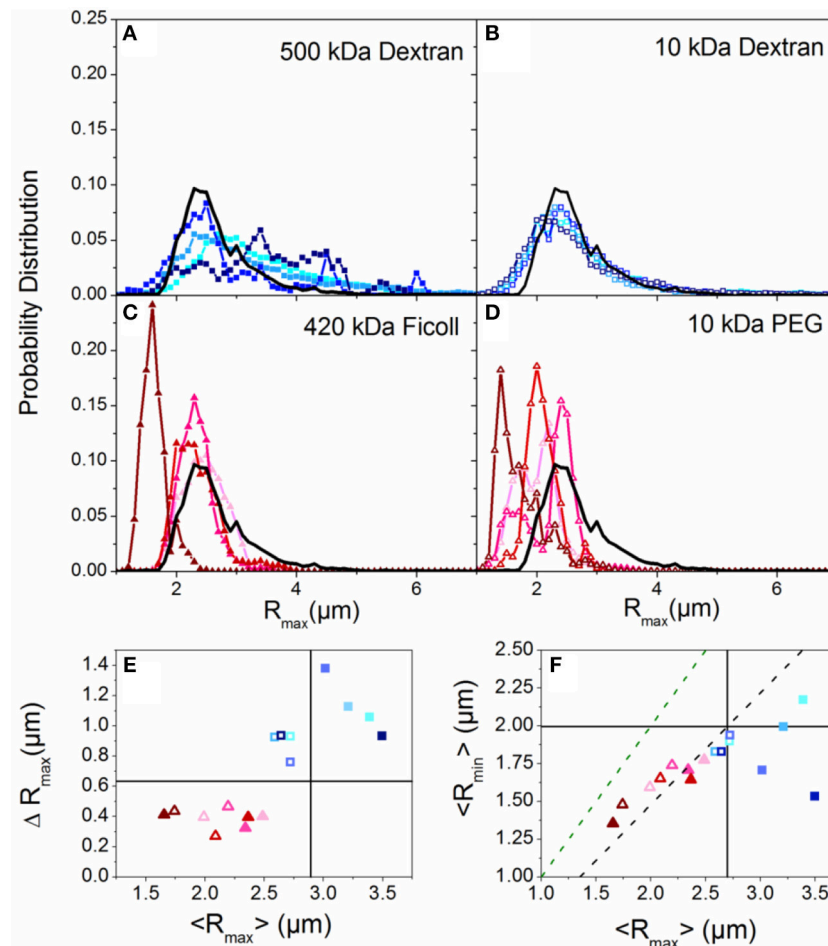 A
500 kDa Dextran
B
10 kDa Dextran
0.25
0.20
0.15
0.10
0.05
0.00
C
420 kDa Ficoll
D
10 kDa PEG
0.20
0.15
0.10
0.05
0.00
Probability Distribution
2 4 6
2 4 6
Rmax(μm)
Rmax(μm)
E
1.4
1.2
1.0
0.8
0.6
0.4
0.2
0.0
Δ Rmax(μm)
1.5 2.0 2.5 3.0 3.5
<Rmax> (μm)
F
2.50
2.25
2.00
1.75
1.50
1.25
1.00
<Rmin> (μm)
1.0 1.5 2.0 2.5 3.0 3.5
<Rmax> (μm)